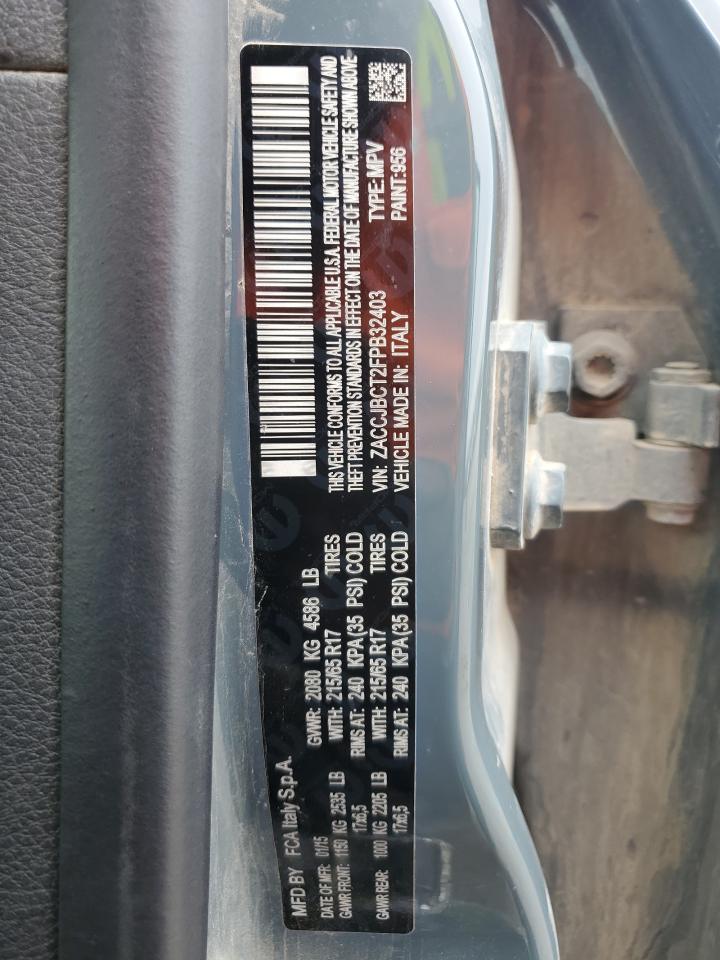 MFD BY FCA Italy S.p.A.
DATE OF MFR: 01/15 GVWR: 2080 KG 4586 LB
GAWR FRONT: 1150 KG 2535 LB WITH: 215/65 R17 TIRES
17x6,5 RIMS AT: 240 KPA(35 PSI) COLD
GAWR REAR: 1000 KG 2205 LB WITH: 215/65 R17 TIRES
17x6,5 RIMS AT: 240 KPA(35 PSI) COLD
THIS VEHICLE CONFORMS TO ALL APPLICABLE U.S.A. FEDERAL MOTOR VEHICLE SAFETY AND
THEFT PREVENTION STANDARDS IN EFFECT ON THE DATE OF MANUFACTURE SHOWN ABOVE
VIN: ZACCJBCT2FPB32403 TYPE: MPV
VEHICLE MADE IN: ITALY PAINT: 956